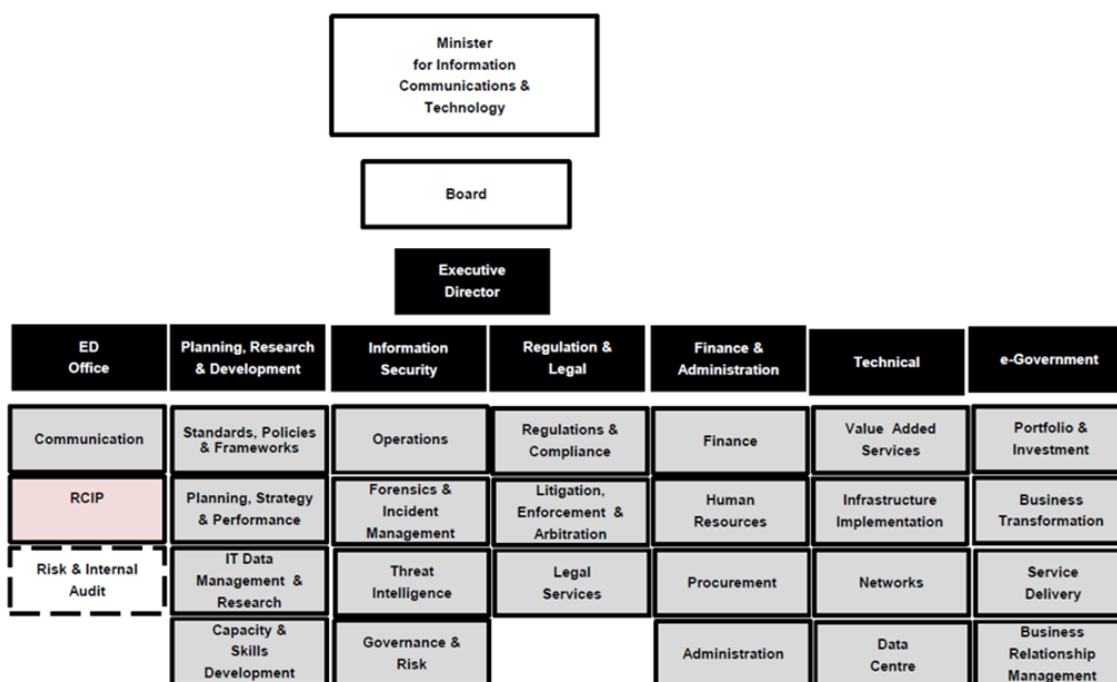 Minister
for Information
Communications &
Technology
Board
Executive
Director
ED
Office
Planning, Research
& Development
Information
Security
Regulation &
Legal
Finance &
Administration
Technical
e-Government
Communication
Standards, Policies
& Frameworks
Operations
Regulations &
Compliance
Finance
Value Added
Services
Portfolio &
Investment
RCIP
Planning, Strategy
& Performance
Forensics &
Incident
Management
Litigation,
Enforcement &
Arbitration
Human
Resources
Infrastructure
Implementation
Business
Transformation
Risk & Internal
Audit
IT Data
Management &
Research
Threat
Intelligence
Legal
Services
Procurement
Networks
Service
Delivery
Capacity &
Skills
Development
Governance &
Risk
Administration
Data
Centre
Business
Relationship
Management